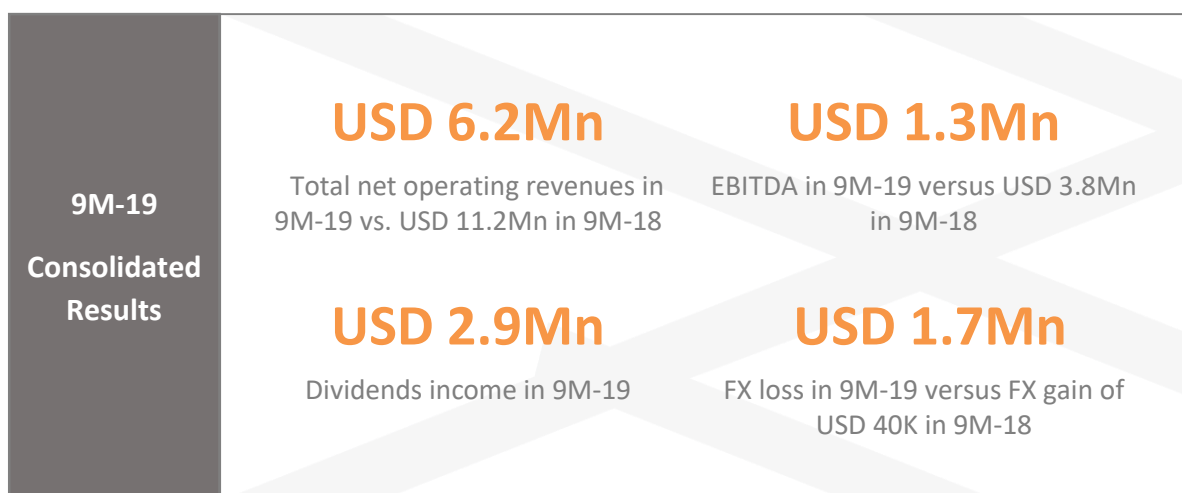 9M-19
Consolidated
Results
USD 6.2Mn
Total net operating revenues in
9M-19 vs. USD 11.2Mn in 9M-18
USD 1.3Mn
EBITDA in 9M-19 versus USD 3.8Mn
in 9M-18
USD 2.9Mn
Dividends income in 9M-19
USD 1.7Mn
FX loss in 9M-19 versus FX gain of
USD 40K in 9M-18